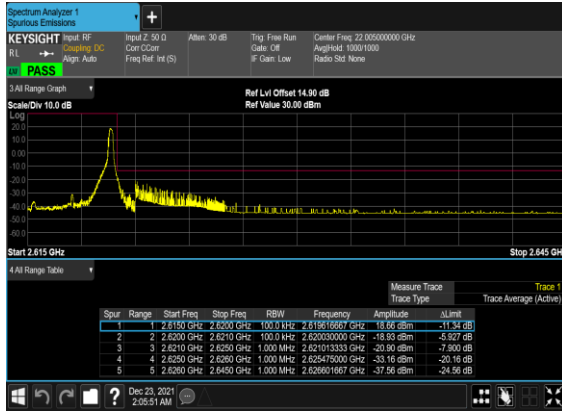 Spectrum Analyzer 1
Spurious Emissions
KEYSIGHT Input: RF Input Z: 50 Ω Atten: 30 dB Trig: Free Run Center Freq: 22.005000000 GHz
RL Coupling: DC Corr CCorr Gate: Off Avg|Hold: 1000/1000
Align: Auto Freq Ref: Int (S) IF Gain: Low Radio Std: None
PASS
3 All Range Graph
Ref Lvl Offset 14.90 dB
Scale/Div 10.0 dB Ref Value 30.00 dBm
Log
20.0
10.0
0.00
-10.0
-20.0
-30.0
-40.0
-50.0
-60.0
Start 2.615 GHz Stop 2.645 GH
4 All Range Table
Measure Trace Trace 1
Trace Type Trace Average (Active)
Spur Range Start Freq Stop Freq RBW Frequency Amplitude ΔLimit
1 1 2.6150 GHz 2.6200 GHz 100.0 kHz 2.619616667 GHz 18.66 dBm -11.34 dB
2 2 2.6200 GHz 2.6210 GHz 100.0 kHz 2.620030000 GHz -18.93 dBm -5.927 dB
3 3 2.6210 GHz 2.6250 GHz 1.000 MHz 2.621013333 GHz -20.90 dBm -7.900 dB
4 4 2.6250 GHz 2.6260 GHz 1.000 MHz 2.625475000 GHz -33.16 dBm -20.16 dB
5 5 2.6260 GHz 2.6450 GHz 1.000 MHz 2.626601667 GHz -37.56 dBm -24.56 dB
Dec 23, 2021
2:05:51 AM